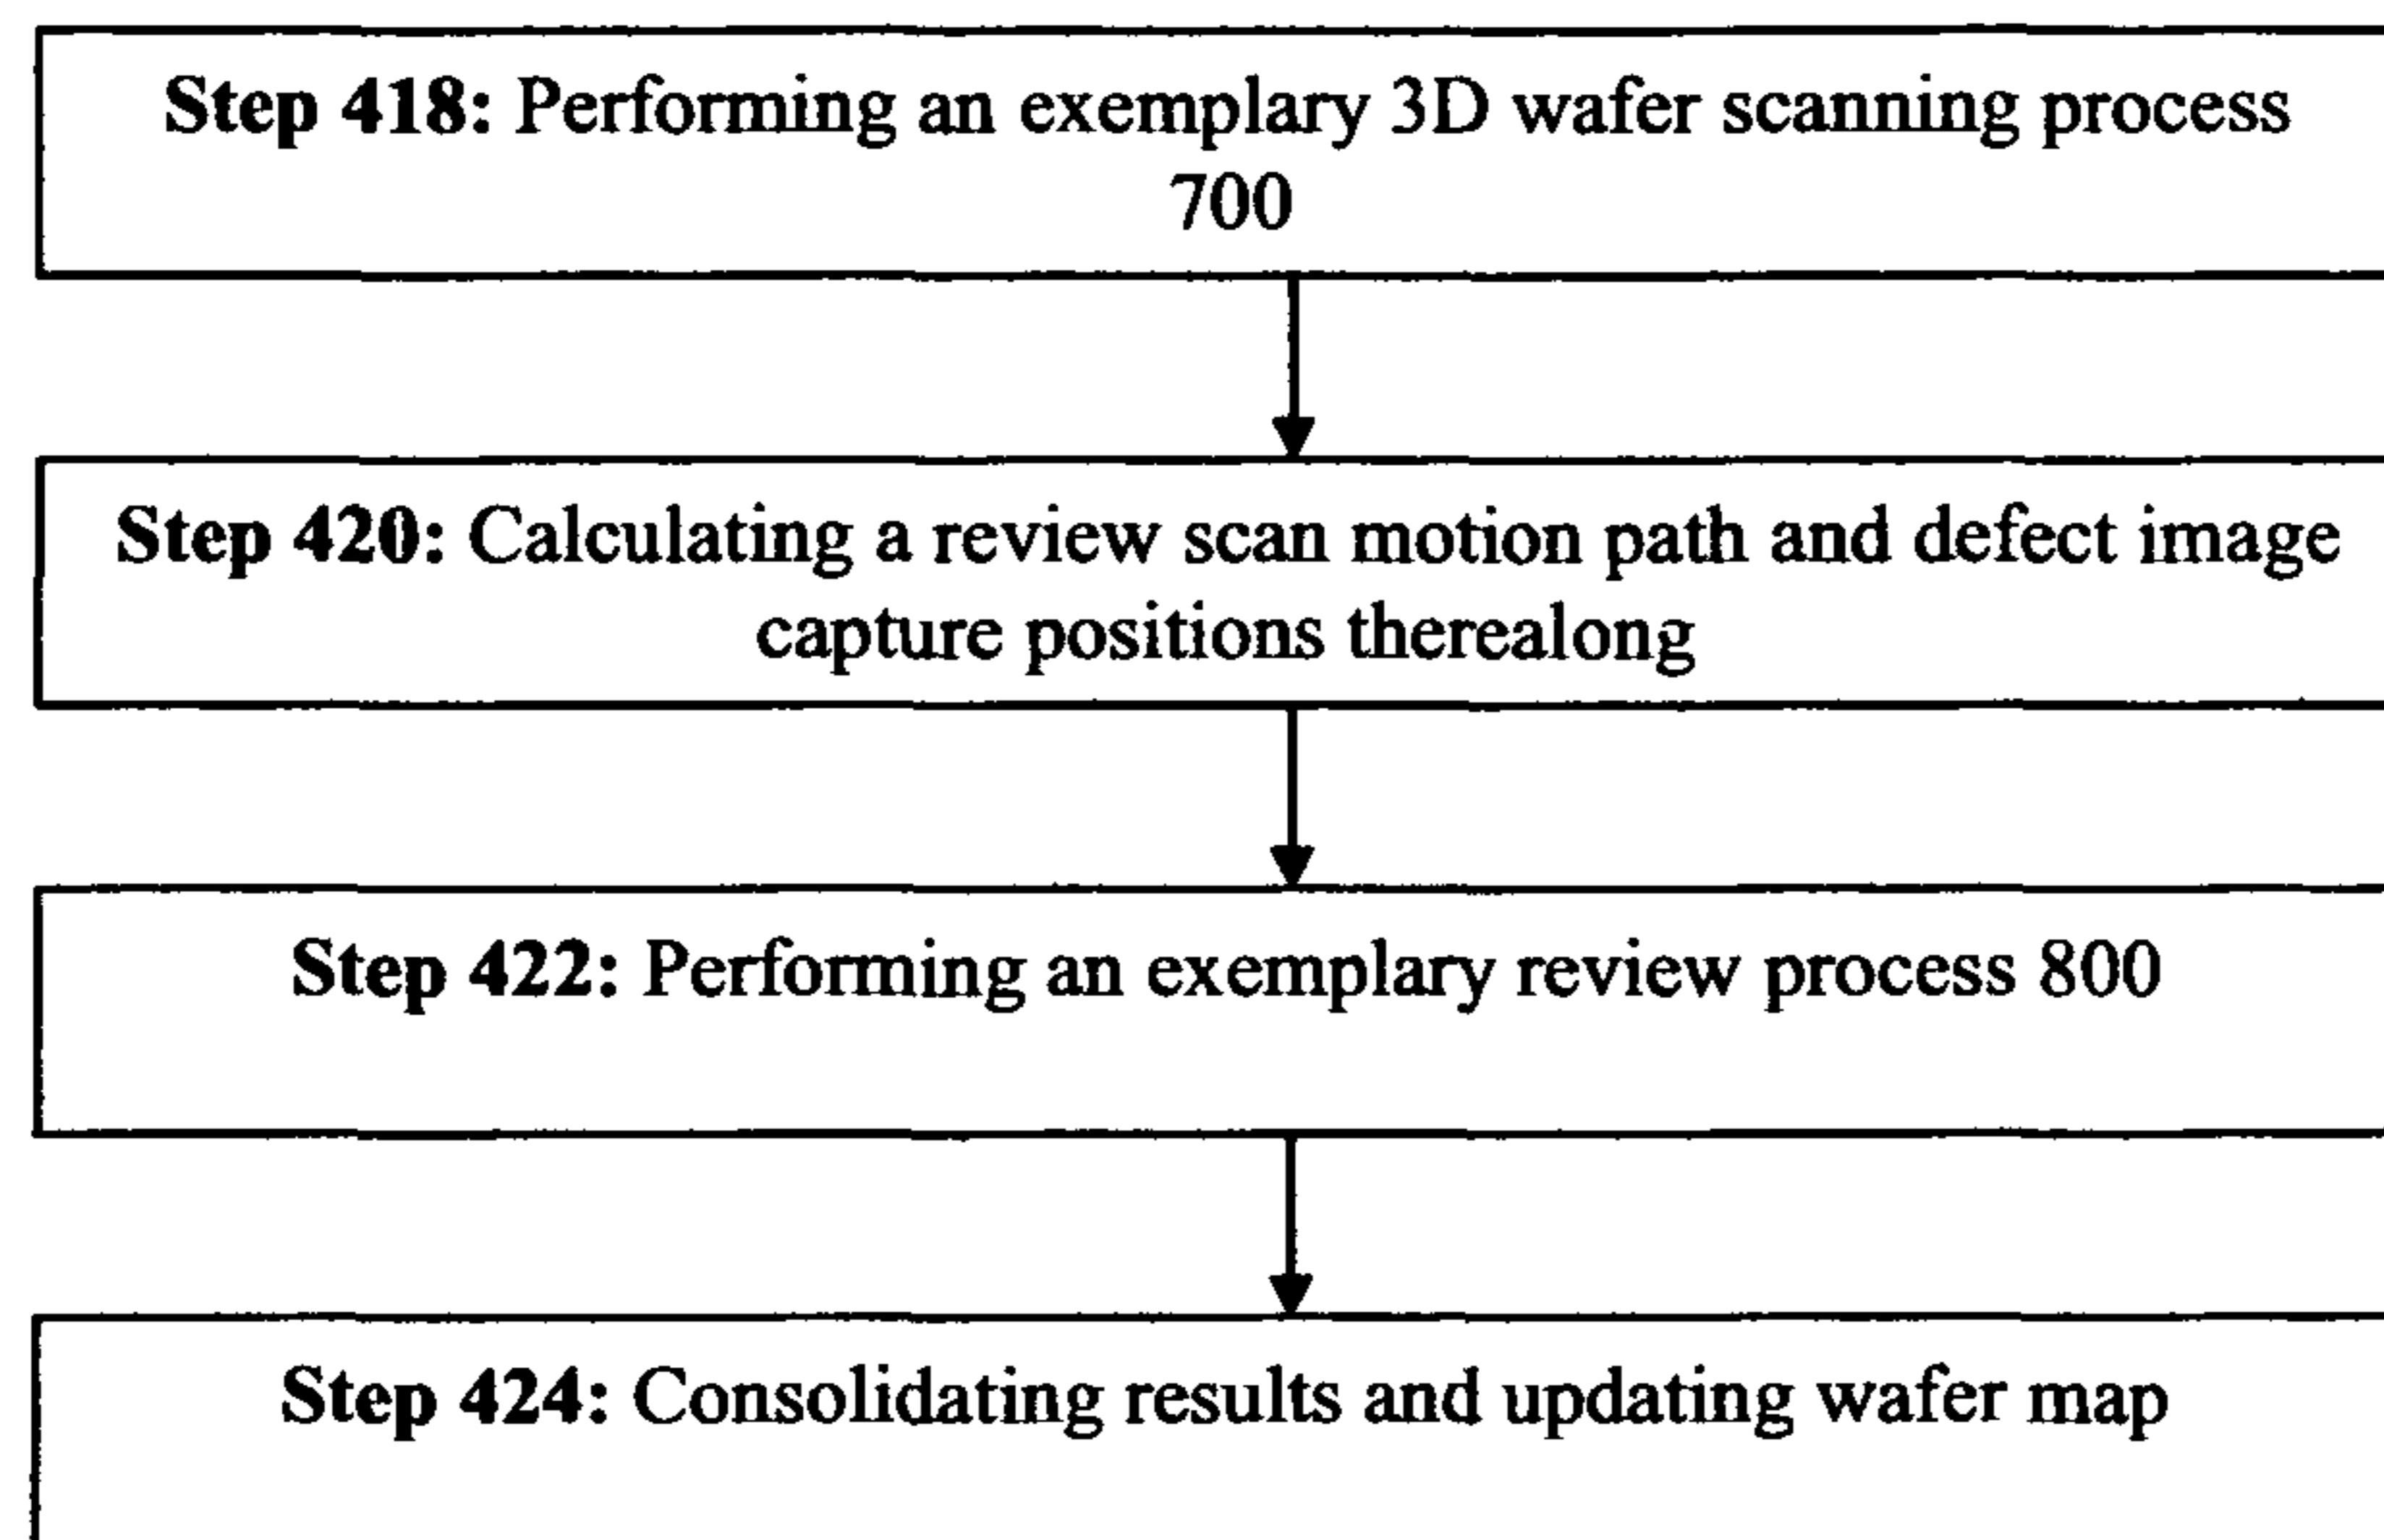 Step 418: Performing an exemplary 3D wafer scanning process
700
Step 420: Calculating a review scan motion path and defect image
capture positions therealong
Step 422: Performing an exemplary review process 800
Step 424: Consolidating results and updating wafer map